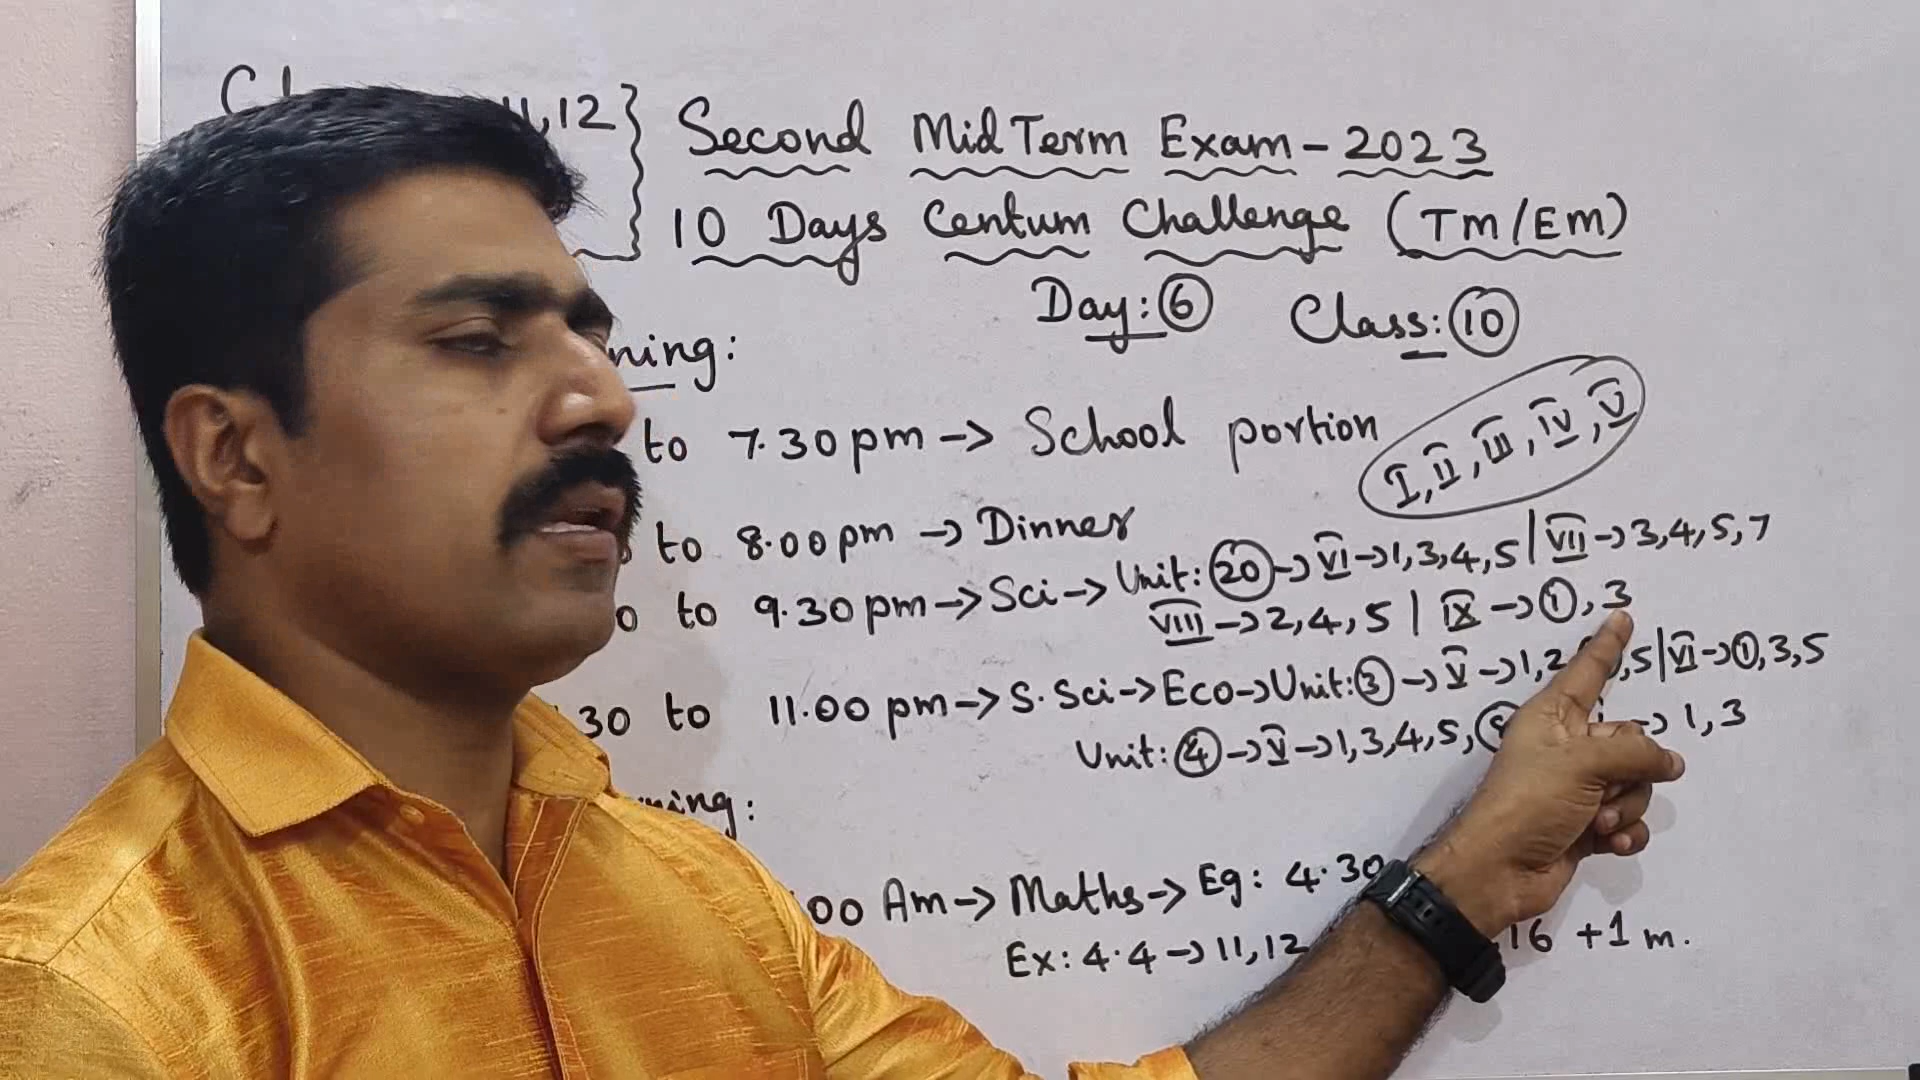 11, 12 } Second Mid Term Exam - 2023
10 Days Centum Challenge (TM/EM)
Day: 6 Class: 10
ning:
to 7.30 pm -> School portion I, II, III, IV, V
to 8.00 pm -> Dinner
to 9.30 pm -> Sci -> Unit: 20 -> VI -> 1, 3, 4, 5 | VII -> 3, 4, 5, 7
VIII -> 2, 4, 5 | IX -> 1, 3
30 to 11.00 pm -> S. Sci -> Eco -> Unit: 3 -> V -> 1, 2 , 5 | VI -> 1, 3, 5
Unit: 4 -> V -> 1, 3, 4, 5, -> 1, 3
ning:
00 Am -> Maths -> Eg: 4.30
Ex: 4.4 -> 11, 12 16 + 1 m.